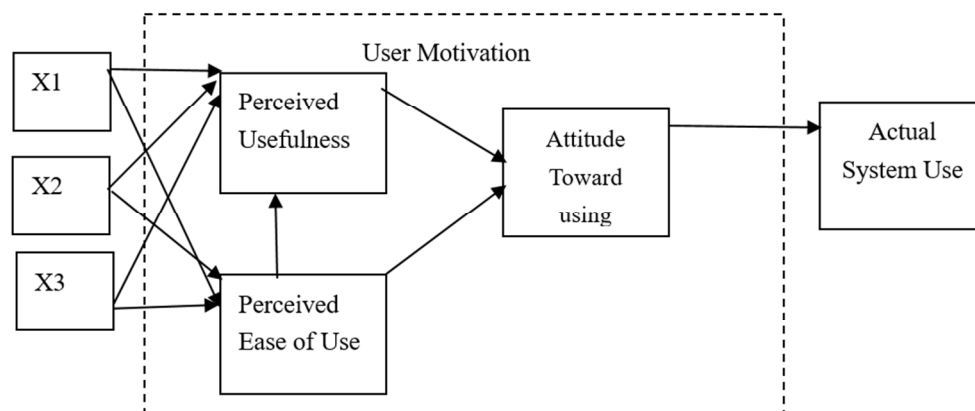 User Motivation
X1
X2
X3
Perceived
Usefulness
Perceived
Ease of Use
Attitude
Toward
using
Actual
System Use